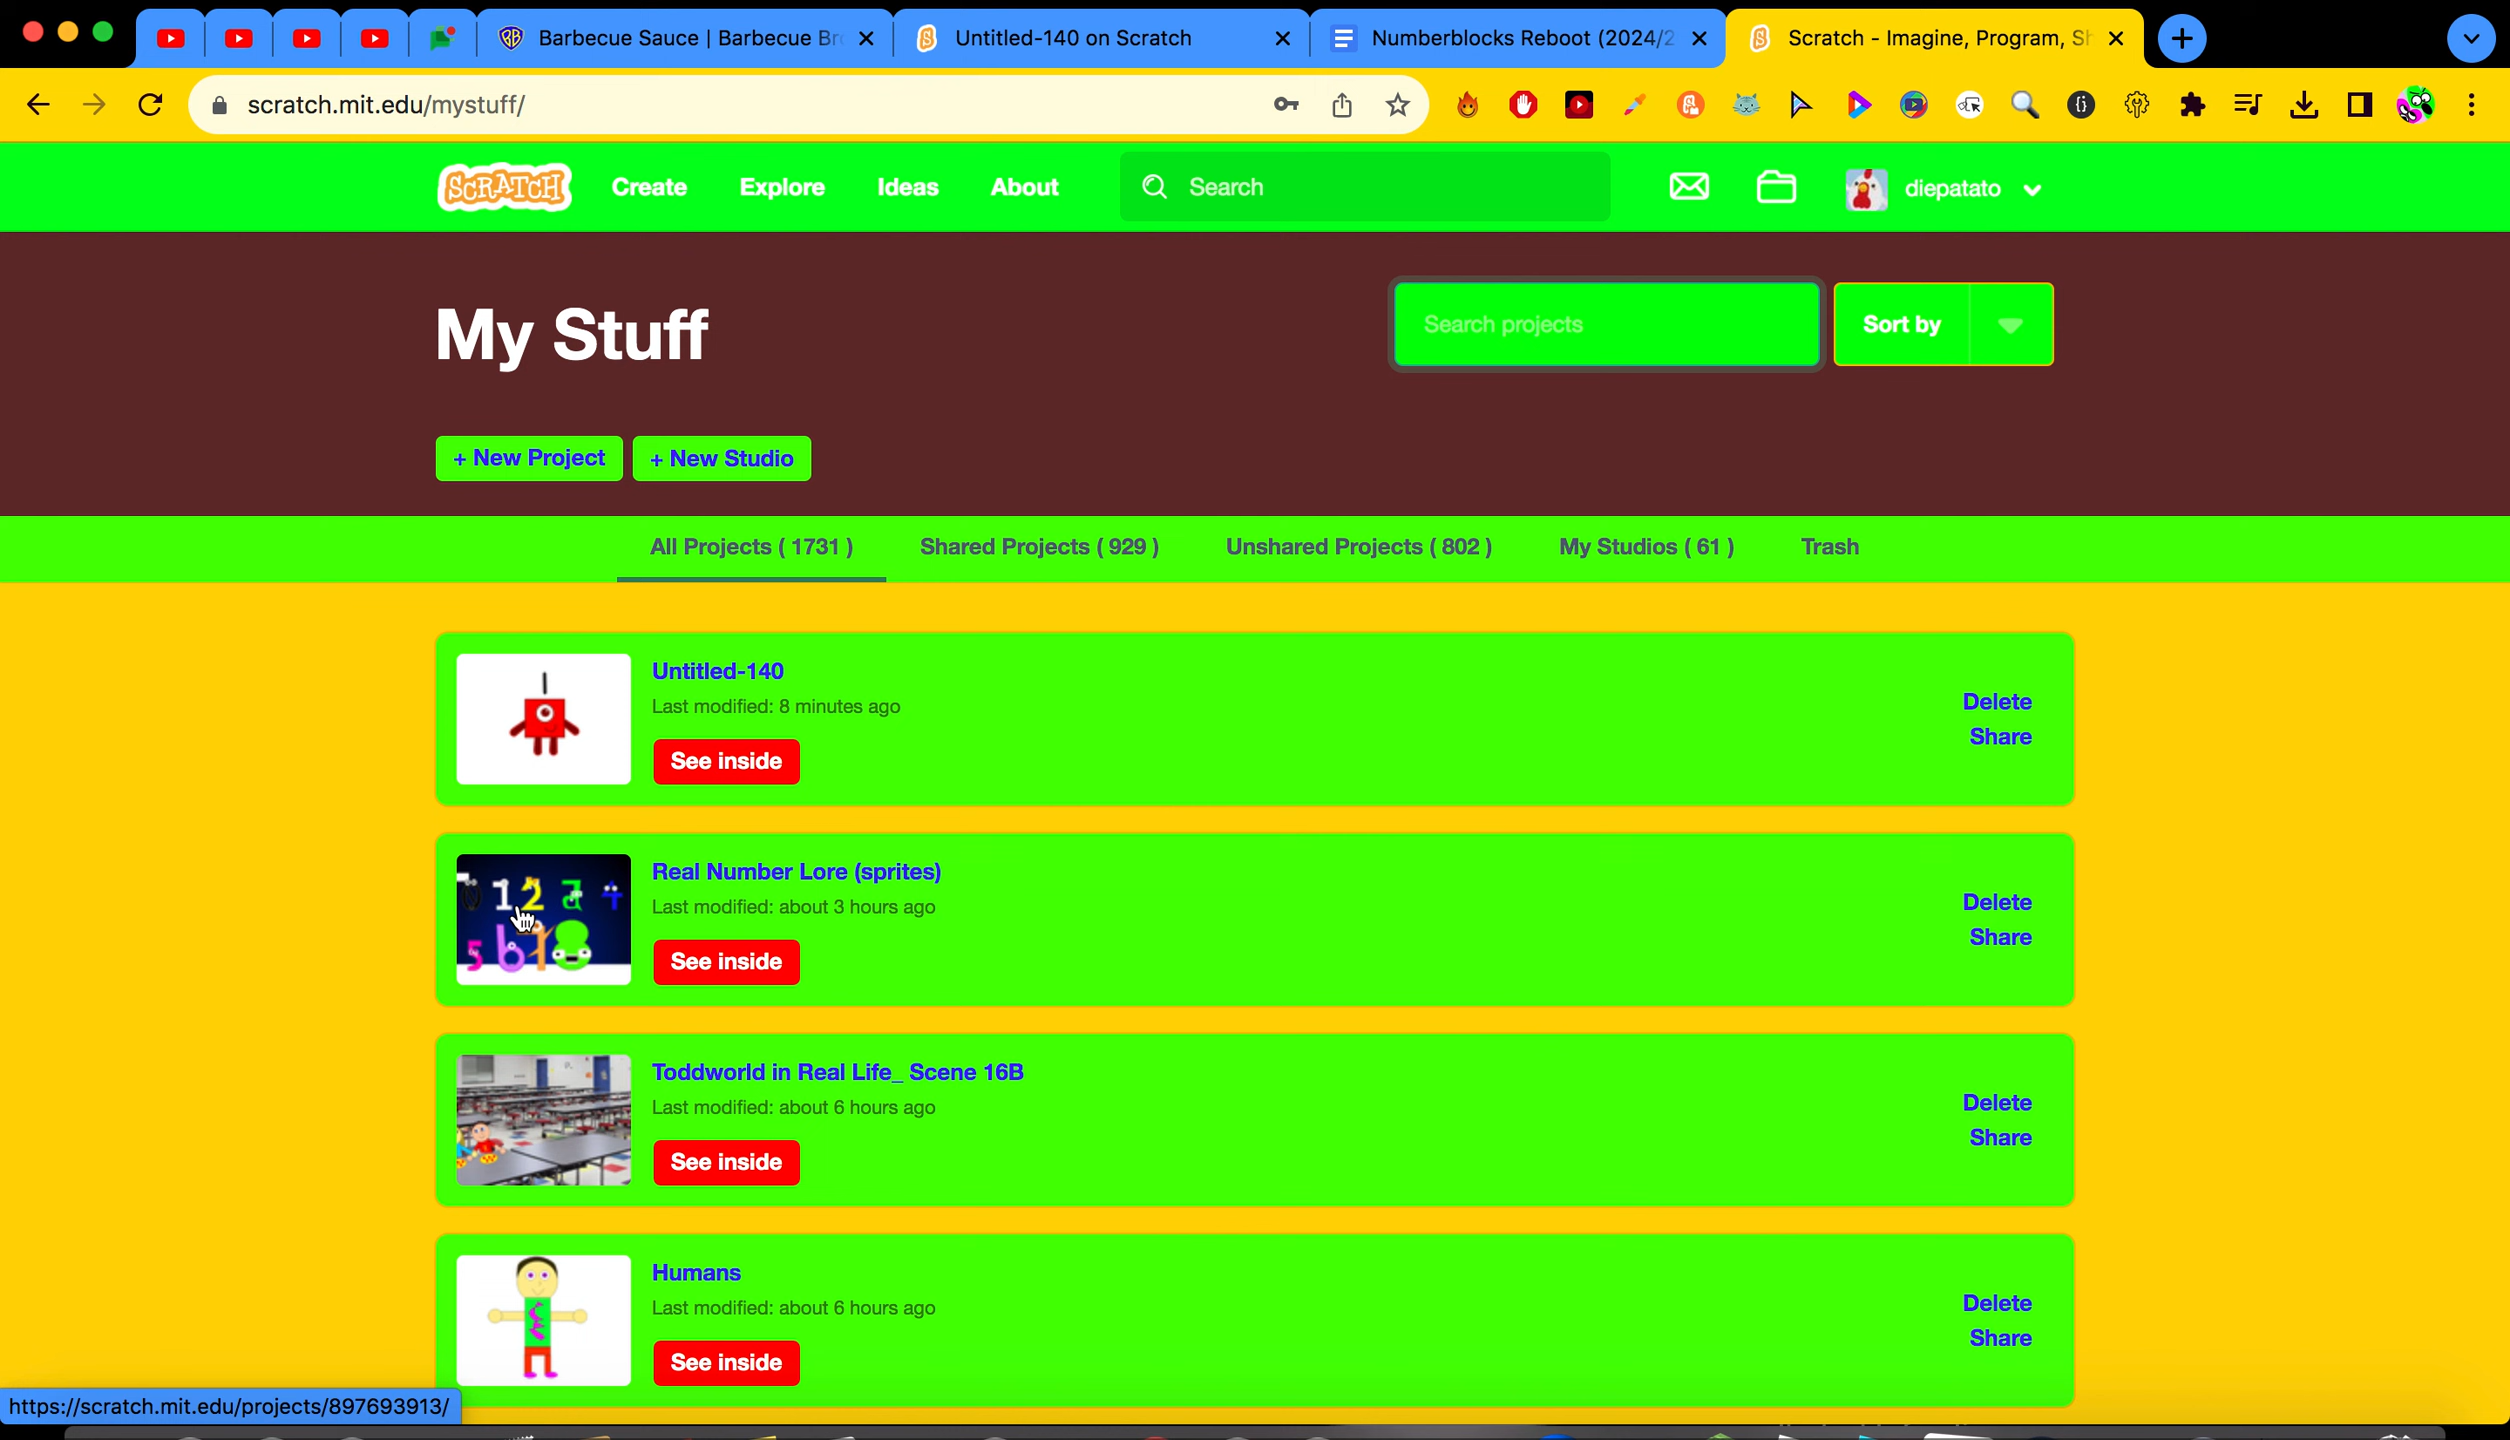 Barbecue Sauce | Barbecue Br
Untitled-140 on Scratch
Numberblocks Reboot (2024/2
Scratch - Imagine, Program, Sh
scratch.mit.edu/mystuff/
SCRATCH
Create
Explore
Ideas
About
Search
diepatato
My Stuff
Search projects
Sort by
+ New Project
+ New Studio
All Projects ( 1731 )
Shared Projects ( 929 )
Unshared Projects ( 802 )
My Studios ( 61 )
Trash
Untitled-140
Last modified: 8 minutes ago
See inside
Delete
Share
Real Number Lore (sprites)
Last modified: about 3 hours ago
See inside
Delete
Share
Toddworld in Real Life_ Scene 16B
Last modified: about 6 hours ago
See inside
Delete
Share
Humans
Last modified: about 6 hours ago
See inside
Delete
Share
https://scratch.mit.edu/projects/897693913/